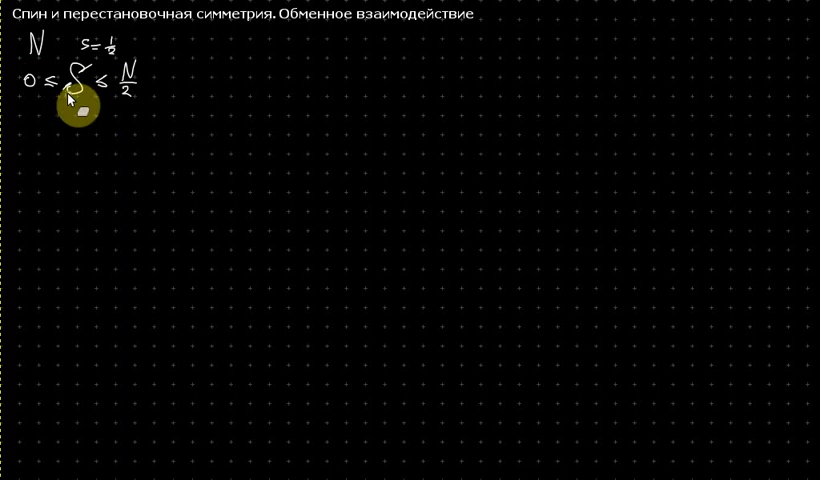 Спин и перестановочная симметрия. Обменное взаимодействие
N s = 1/2
0 ≤ S ≤ N/2